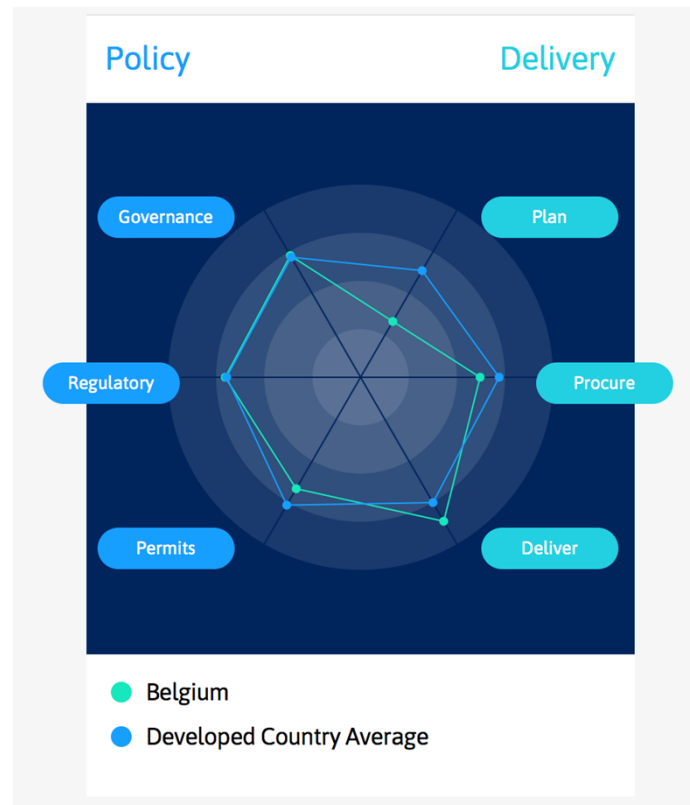 Policy
Delivery
Governance
Plan
Regulatory
Procure
Permits
Deliver
Belgium
Developed Country Average